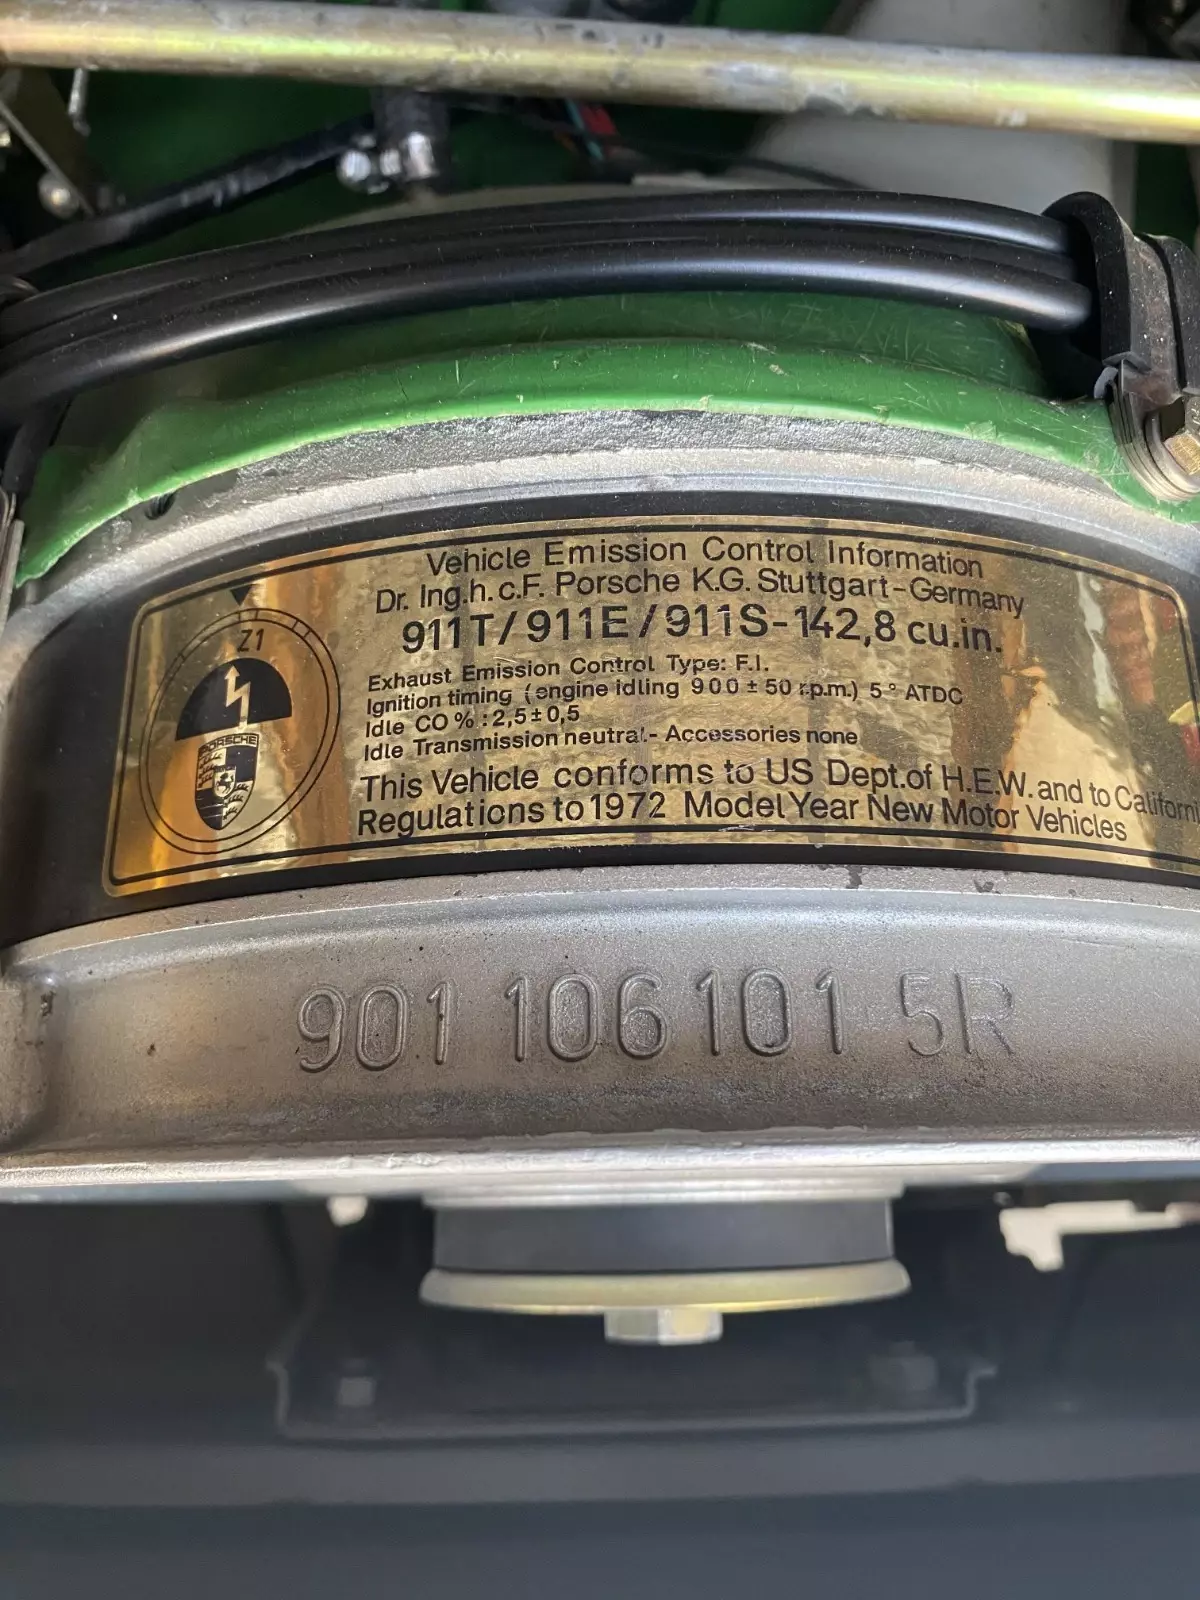 Vehicle Emission Control Information
Dr. Ing.h.c.F. Porsche K.G. Stuttgart-Germany
911T/911E/911S-142,8 cu.in.
Z1
PORSCHE
Exhaust Emission Control Type: F.I.
Ignition timing (engine idling 900 ± 50 r.p.m.) 5° ATDC
Idle CO % : 2,5 ± 0,5
Idle Transmission neutral - Accessories none
This Vehicle conforms to US Dept.of H.E.W. and to
Regulations to 1972 Model Year New Motor Vehicles
901 106 101 5R